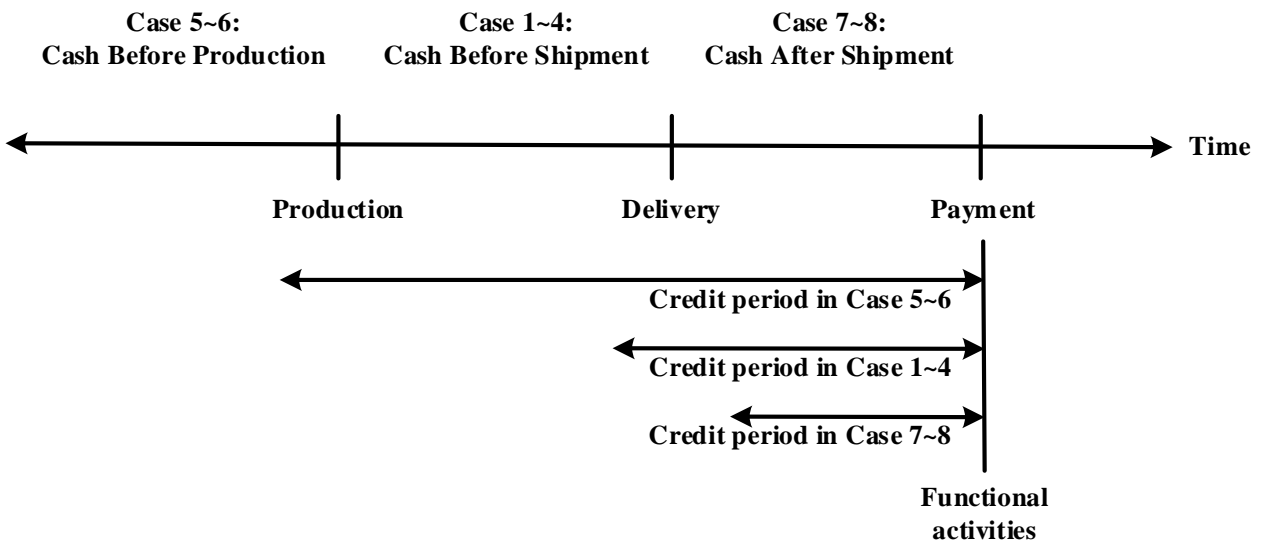 Case 5~6:
Cash Before Production
Case 1~4:
Cash Before Shipment
Case 7~8:
Cash After Shipment
Time
Production
Delivery
Payment
Credit period in Case 5~6
Credit period in Case 1~4
Credit period in Case 7~8
Functional
activities